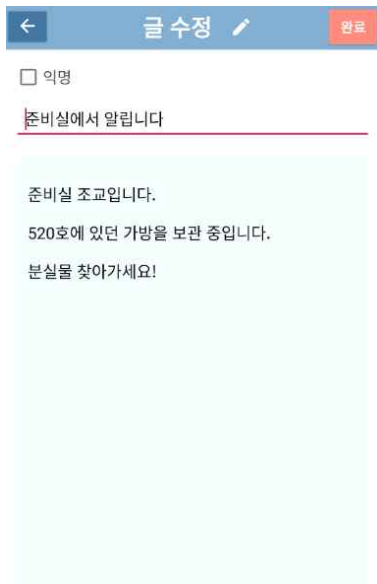 글 수정
완료
익명
준비실에서 알립니다
준비실 조교입니다.
520호에 있던 가방을 보관 중입니다.
분실물 찾아가세요!